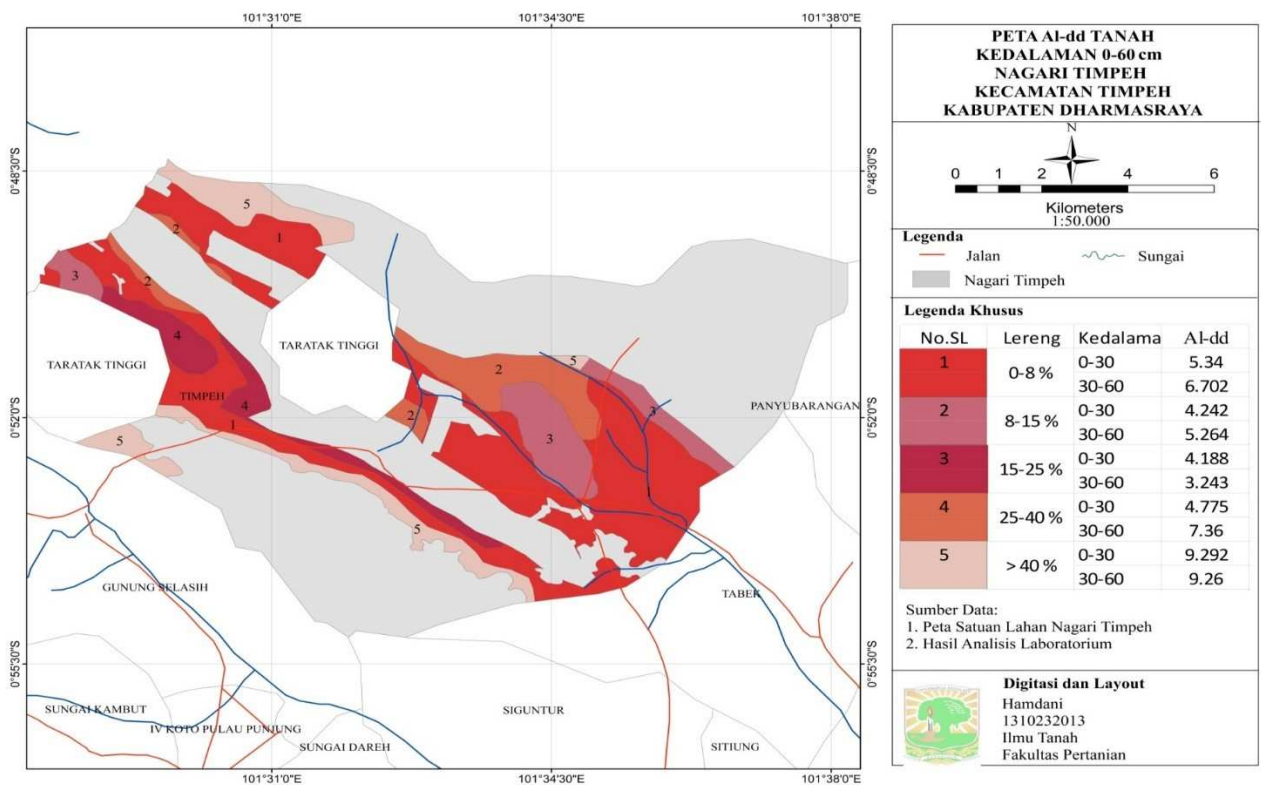 101°31'0"E 101°34'30"E 101°38'0"E
0°48'30"S 0°48'30"S
5
2
1
3
2
4
TARATAK TINGGI
TARATAK TINGGI
TIMPEH
4
1
5
2
5
2
3
3
PANYUBARANGAN
0°52'0"S 0°52'0"S
1
5
GUNUNG SELASIH
TABEK
0°55'30"S 0°55'30"S
SUNGAI KAMBUT
IV KOTO PULAU PUNJUNG
SUNGAI DAREH
SIGUNTUR
SITIUNG
101°31'0"E 101°34'30"E 101°38'0"E
PETA Al-dd TANAH
KEDALAMAN 0-60 cm
NAGARI TIMPEH
KECAMATAN TIMPEH
KABUPATEN DHARMASRAYA
N
0 1 2 4 6
Kilometers
1:50.000
Legenda
Jalan Sungai
Nagari Timpeh
Legenda Khusus
No.SL Lereng Kedalama Al-dd
1 0-8 % 0-30 5.34
30-60 6.702
2 8-15 % 0-30 4.242
30-60 5.264
3 15-25 % 0-30 4.188
30-60 3.243
4 25-40 % 0-30 4.775
30-60 7.36
5 > 40 % 0-30 9.292
30-60 9.26
Sumber Data:
1. Peta Satuan Lahan Nagari Timpeh
2. Hasil Analisis Laboratorium
Digitasi dan Layout
Hamdani
1310232013
Ilmu Tanah
Fakultas Pertanian